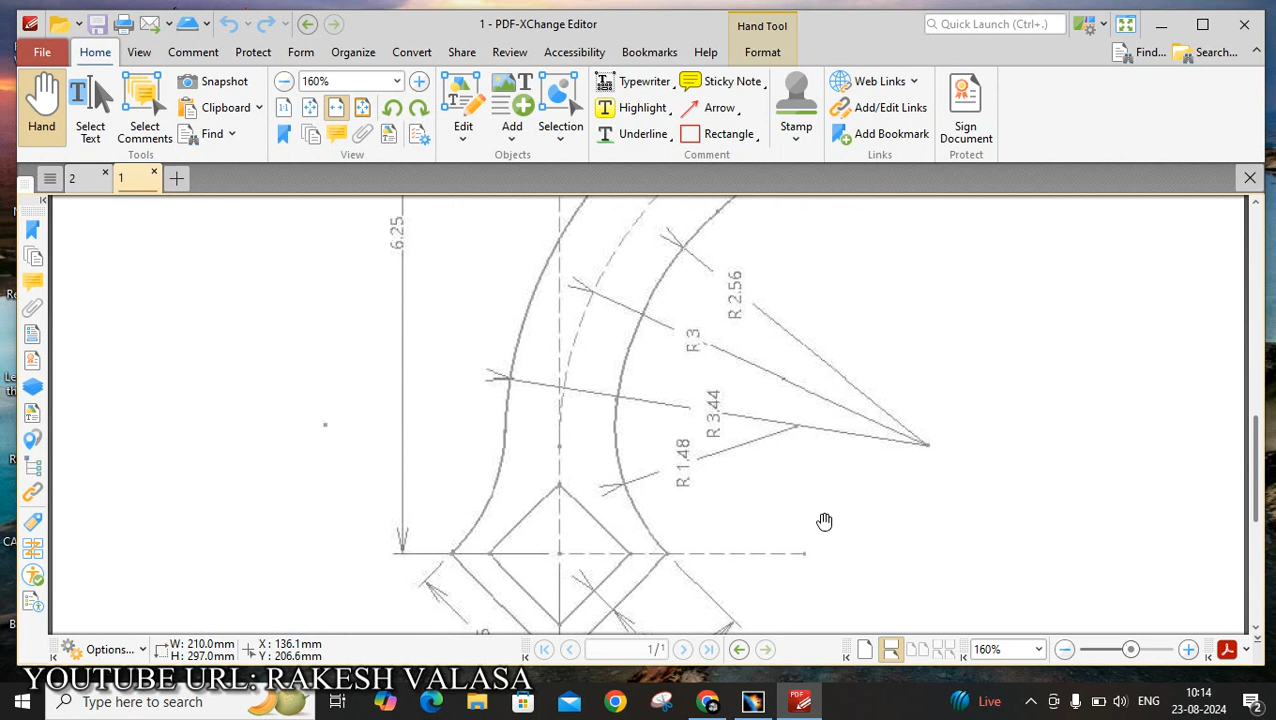 1 - PDF-XChange Editor
Hand Tool
Quick Launch (Ctrl+.)
File
Home
View
Comment
Protect
Form
Organize
Convert
Share
Review
Accessibility
Bookmarks
Help
Format
Find...
Search...
Hand
Select
Text
Select
Comments
Snapshot
Clipboard
Find
Tools
160%
View
Edit
Add
Selection
Objects
Typewriter
Highlight
Underline
Sticky Note
Arrow
Rectangle
Stamp
Comment
Web Links
Add/Edit Links
Add Bookmark
Links
Sign
Document
Protect
2
1
6.25
R 2.56
R 3
R 3.44
R 1.48
Options...
W: 210.0mm
H: 297.0mm
X: 136.1mm
Y: 206.6mm
1/1
160%
YOUTUBE URL: RAKESH VALASA
Type here to search
Live
ENG
10:14
23-08-2024
2